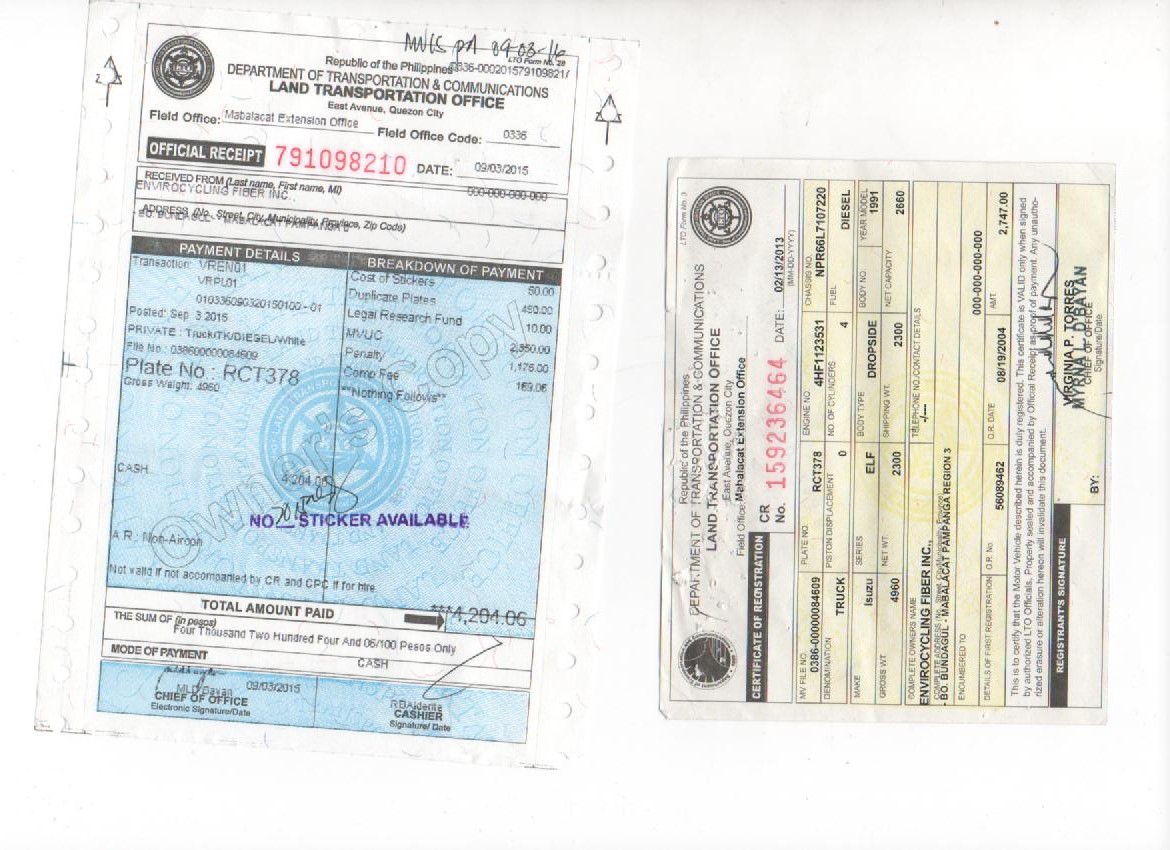 MVIS PA 09-03-14
LTO Form No. 28
Republic of the Philippines 0336-000201579109821/
DEPARTMENT OF TRANSPORTATION & COMMUNICATIONS
LAND TRANSPORTATION OFFICE
East Avenue, Quezon City
Field Office: Mabalacat Extension Office Field Office Code: 0336
OFFICIAL RECEIPT 791098210 DATE: 09/03/2015
RECEIVED FROM (Last name, First name, MI)
ENVIROCYCLING FIBER INC., 000-000-000-000
ADDRESS (No., Street, City, Municipality, Province, Zip Code)
BO. BUNDAGUL - MABALACAT PAMPANGA
PAYMENT DETAILS BREAKDOWN OF PAYMENT
Transaction: VREN01 Cost of Stickers 50.00
VRPL01 Duplicate Plates 450.00
010336090320150100 - 01 Legal Research Fund 10.00
Posted: Sep 3 2015 MVUC 2,350.00
PRIVATE : Truck/TK/DIESEL/White Penalty 1,175.00
File No.: 038600000084609 Comp Fee 169.06
Plate No : RCT378 **Nothing Follows**
Gross Weight: 4960
Owner's Copy
CASH 4,204.06
NO STICKER AVAILABLE
A.R.: Non-Aircon
Not valid if not accompanied by CR and CPC if for hire
TOTAL AMOUNT PAID ***4,204.06
THE SUM OF (in pesos)
Four Thousand Two Hundred Four And 06/100 Pesos Only
MODE OF PAYMENT CASH
09/03/2015
CHIEF OF OFFICE CASHIER
Electronic Signature/Date Signature/ Date
LTO Form No. 3
Republic of the Philippines
DEPARTMENT OF TRANSPORTATION & COMMUNICATIONS
LAND TRANSPORTATION OFFICE
East Avenue, Quezon City
Field Office: Mabalacat Extension Office
CERTIFICATE OF REGISTRATION CR No. 159236464 DATE: 02/13/2013
(MM-DD-YYYY)
MV FILE NO. PLATE NO. ENGINE NO CHASSIS NO.
0386-00000084609 RCT378 4HF1123531 NPR66L7107220
DENOMINATION PISTON DISPLACEMENT NO. OF CYLINDERS FUEL
TRUCK 0 4 DIESEL
MAKE SERIES BODY TYPE BODY NO. YEAR MODEL
Isuzu ELF DROPSIDE 1991
GROSS WT. NET WT. SHIPPING WT. NET CAPACITY
4960 2300 2300 2660
COMPLETE OWNERS NAME TELEPHONE NO./CONTACT DETAILS
ENVIROCYCLING FIBER INC., -/---
COMPLETE ADDRESS
- BO. BUNDAGUL - MABALACAT PAMPANGA REGION 3
ENCUMBERED TO 000-000-000-000
DETAILS OF FIRST REGISTRATION O.R. No. O.R. DATE AMT
56089462 08/19/2004 2,747.00
This is to certify that the Motor Vehicle described herein is duly registered. This certificate is VALID only when signed
by authorized LTO Officials, Properly sealed and accompanied by Official Receipt as proof of payment. Any unautho-
rized erasure or alteration hereon will invalidate this document.
REGISTRANT'S SIGNATURE BY:
VIRGINIA P. TORRES
CHIEF OF OFFICE
Signature/Date